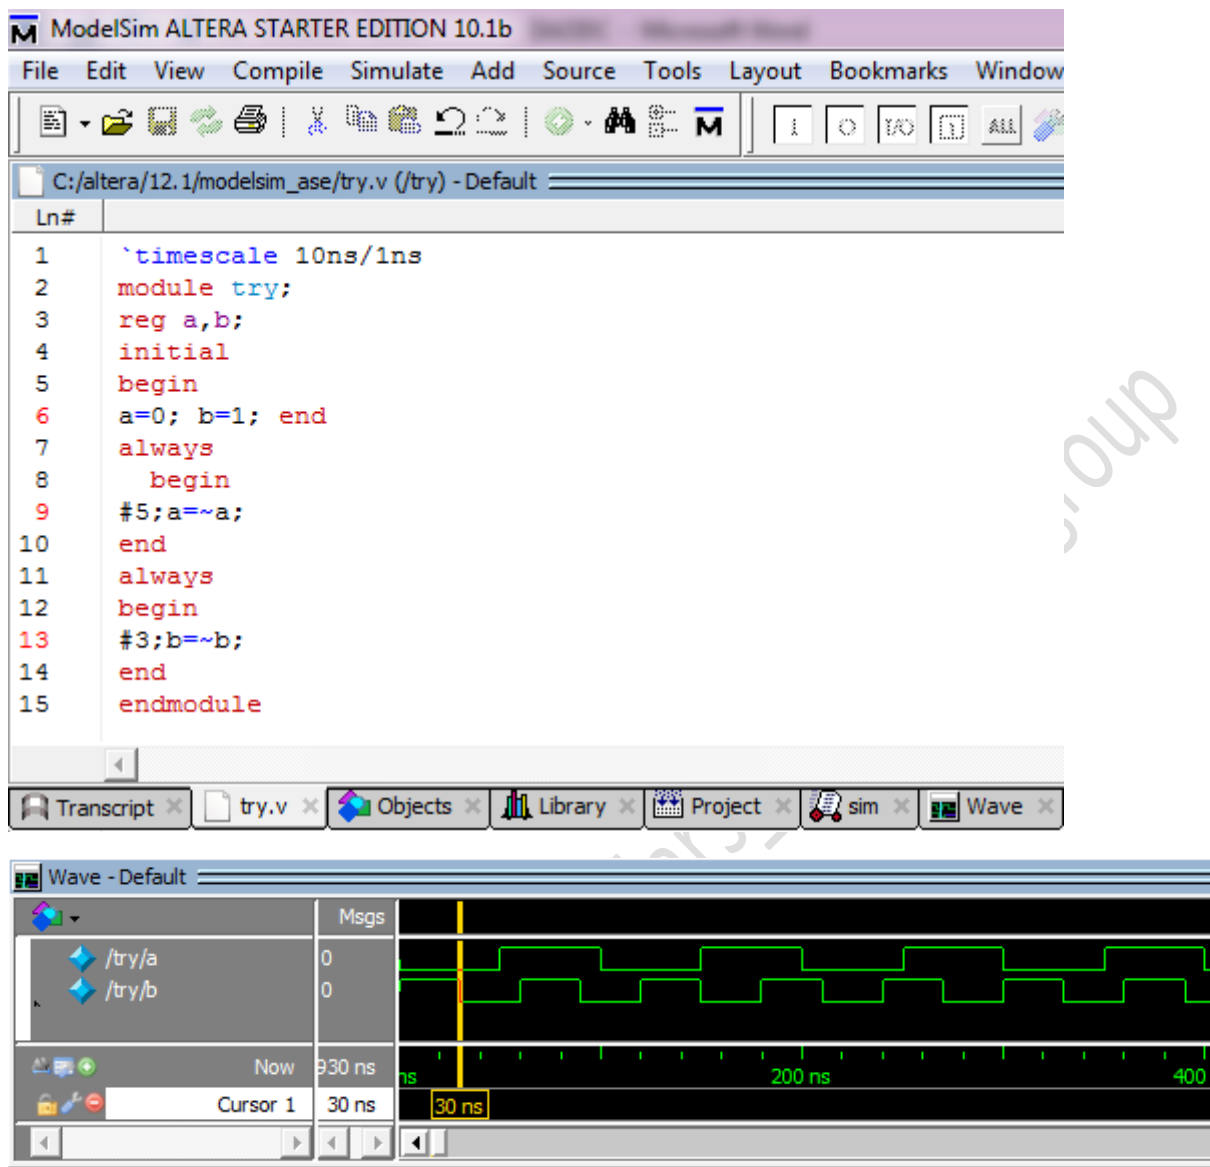 ModelSim ALTERA STARTER EDITION 10.1b
File Edit View Compile Simulate Add Source Tools Layout Bookmarks Window
ALL
C:/altera/12.1/modelsim_ase/try.v (/try) - Default
Ln#
1 `timescale 10ns/1ns
2 module try;
3 reg a,b;
4 initial
5 begin
6 a=0; b=1; end
7 always
8 begin
9 #5;a=~a;
10 end
11 always
12 begin
13 #3;b=~b;
14 end
15 endmodule
Transcript try.v Objects Library Project sim Wave
Wave - Default
Msgs
/try/a 0
/try/b 0
Now 930 ns ns 200 ns 400
Cursor 1 30 ns 30 ns